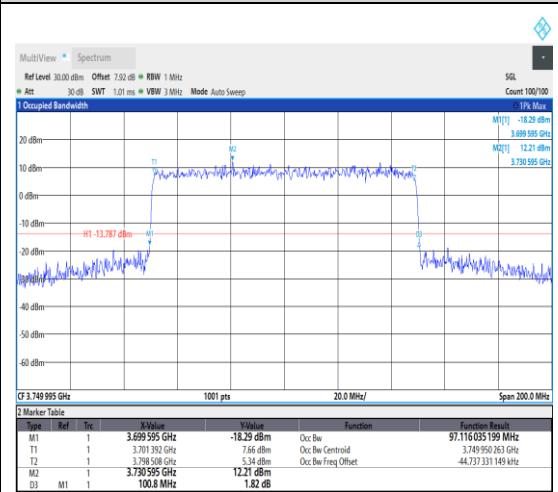 MultiView Spectrum
Ref Level 30.00 dBm Offset 7.92 dB RBW 1 MHz SGL
Att 30 dB SWT 1.01 ms VBW 3 MHz Mode Auto Sweep Count 100/100
1 Occupied Bandwidth 1Pk Max
M1[1] -18.29 dBm
3.699 595 GHz
M2[1] 12.21 dBm
3.730 595 GHz
M2
20 dBm
T1 T2
10 dBm
0 dBm
-10 dBm
H1 -13.787 dBm M1 D3
-20 dBm
-30 dBm
-40 dBm
-50 dBm
-60 dBm
CF 3.749 995 GHz 1001 pts 20.0 MHz/ Span 200.0 MHz
2 Marker Table
Type Ref Trc X-Value Y-Value Function Function Result
M1 1 3.699 595 GHz -18.29 dBm Occ Bw 97.116 035 199 MHz
T1 1 3.701 392 GHz 7.66 dBm Occ Bw Centroid 3.749 950 263 GHz
T2 1 3.798 508 GHz 5.34 dBm Occ Bw Freq Offset -44.737 331 149 kHz
M2 1 3.730 595 GHz 12.21 dBm
D3 M1 1 100.8 MHz 1.82 dB